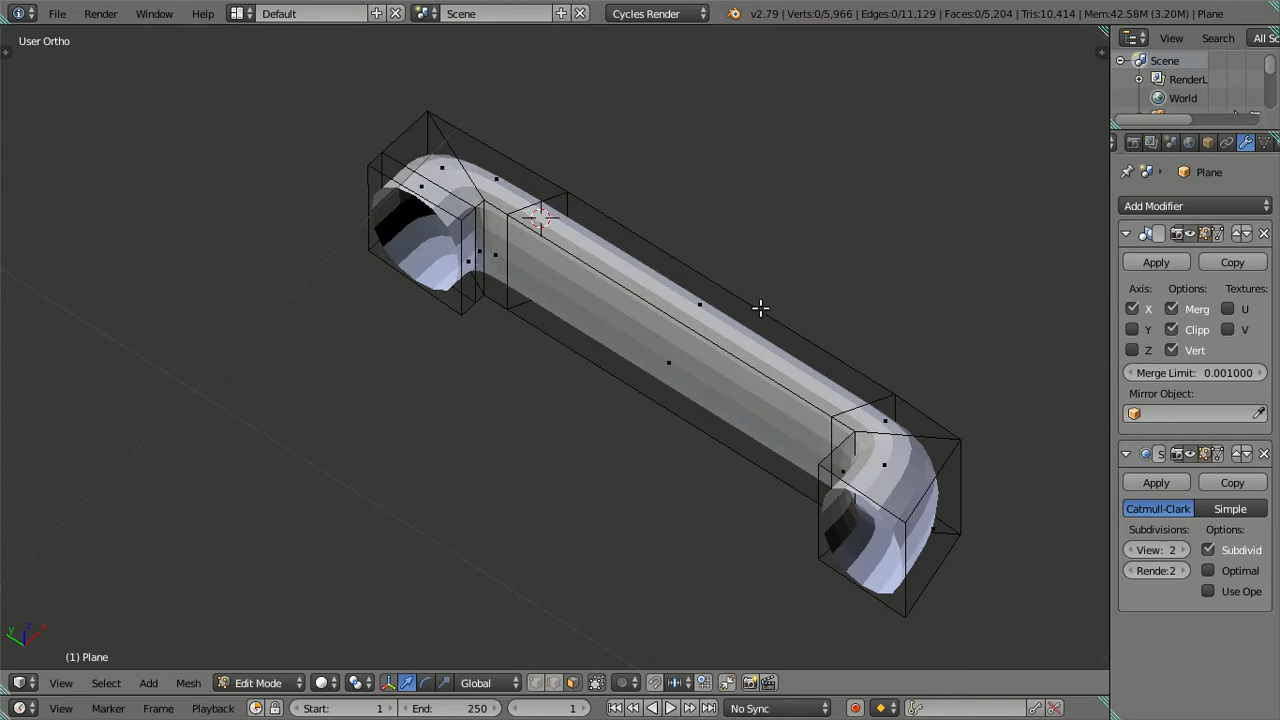 File Render Window Help Default Scene Cycles Render v2.79 | Verts:0/5,966 | Edges:0/11,129 | Faces:0/5,204 | Tris:10,414 | Mem:42.58M (3.20M) | Plane
User Ortho
View Search All Sc
Scene
RenderL
World
Plane
Add Modifier
Apply Copy
Axis: Options: Textures:
X Merg U
Y Clipp V
Z Vert
Merge Limit: 0.001000
Mirror Object:
S
Apply Copy
Catmull-Clark Simple
Subdivisions: Options:
View: 2 Subdivid
Rende:2 Optimal
Use Ope
y z x
(1) Plane
View Select Add Mesh Edit Mode Global
View Marker Frame Playback Start: 1 End: 250 1 No Sync